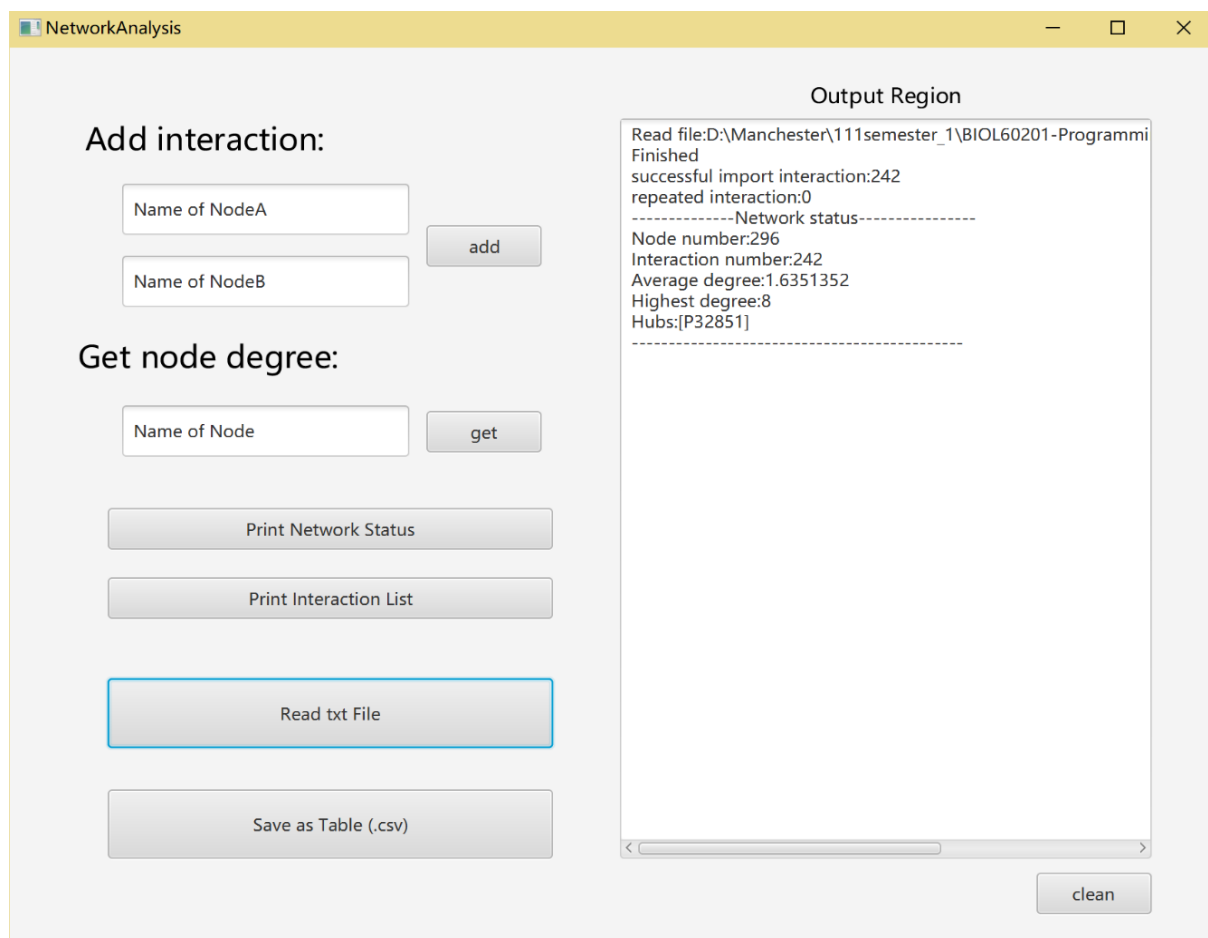 NetworkAnalysis
Add interaction:
Name of NodeA
add
Name of NodeB
Get node degree:
Name of Node
get
Print Network Status
Print Interaction List
Read txt File
Save as Table (.csv)
Output Region
Read file:D:\Manchester\111semester_1\BIOL60201-Programmi
Finished
successful import interaction:242
repeated interaction:0
--------------Network status----------------
Node number:296
Interaction number:242
Average degree:1.6351352
Highest degree:8
Hubs:[P32851]
---------------------------------------------
clean